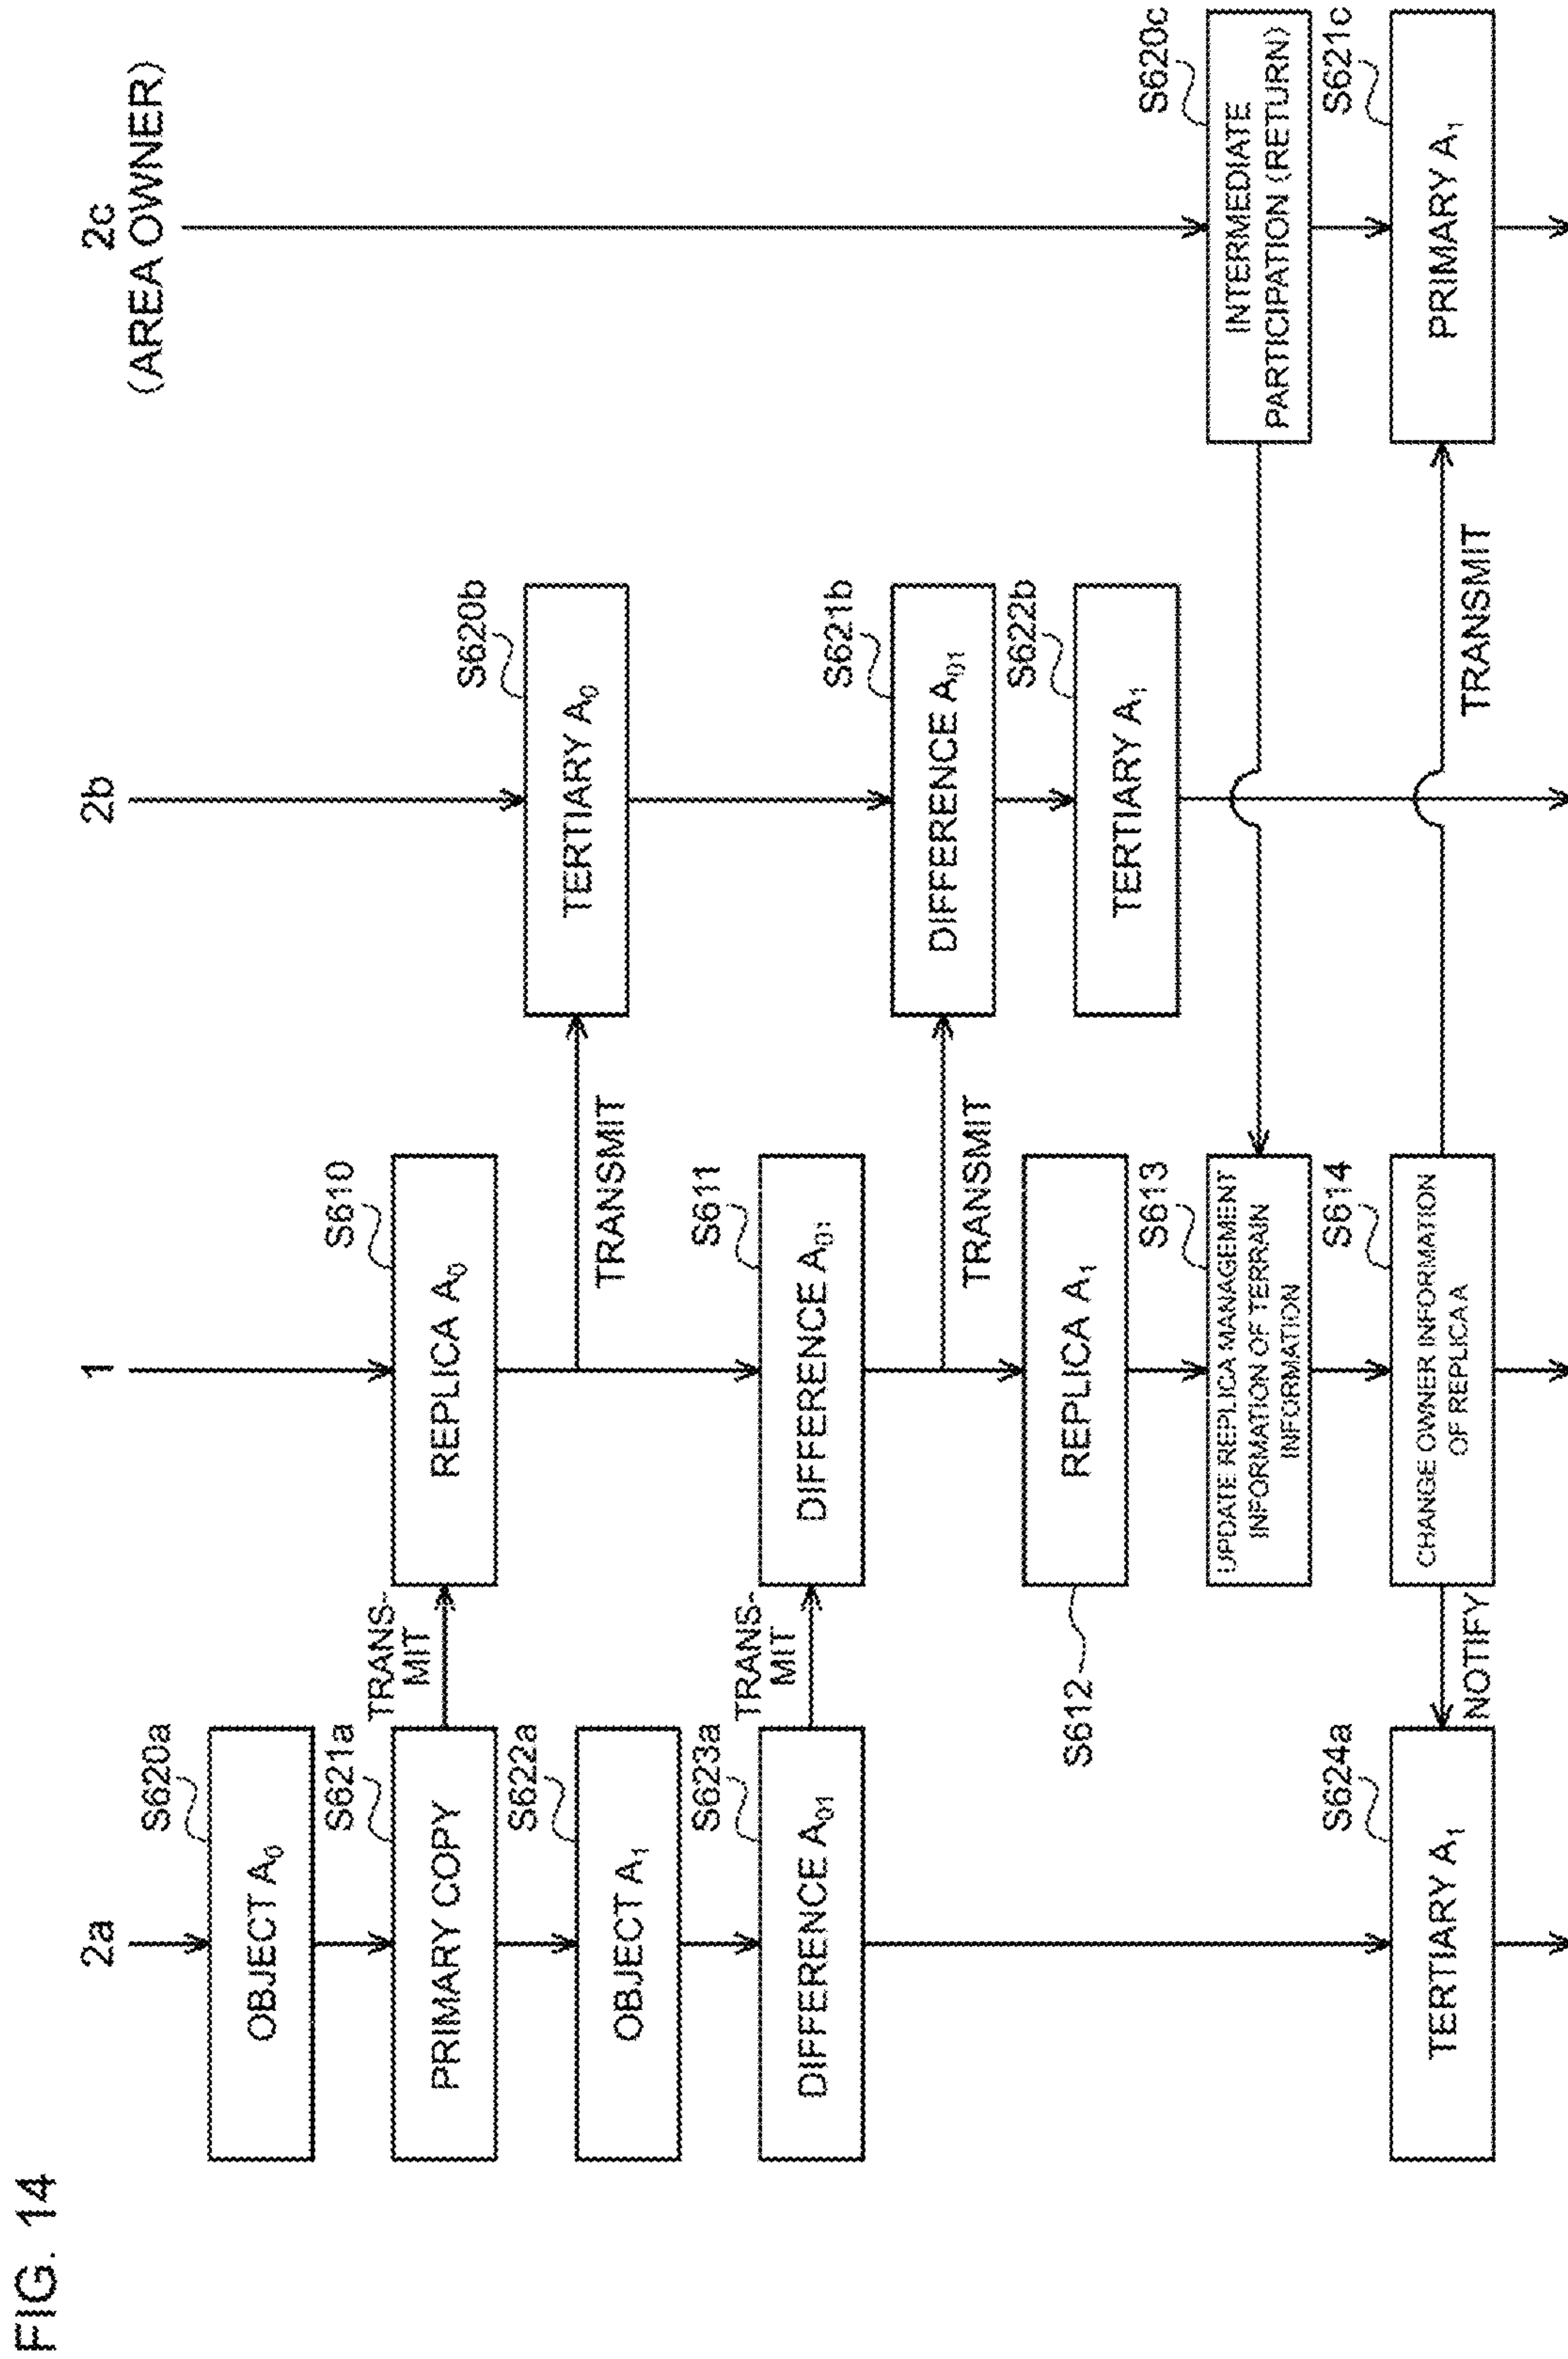 FIG. 14
2a
1
2b
2c
(AREA OWNER)
S620a
OBJECT A₀
S621a
PRIMARY COPY
TRANS-
MIT
S610
REPLICA A₀
S622a
OBJECT A₁
TRANSMIT
S620b
TERTIARY A₀
S623a
DIFFERENCE A₀₁
TRANS-
MIT
S611
DIFFERENCE A₀₁
TRANSMIT
S621b
DIFFERENCE A₀₁
S612
REPLICA A₁
S622b
TERTIARY A₁
S613
UPDATE REPLICA MANAGEMENT
INFORMATION OF TERRAIN
INFORMATION
S620c
INTERMEDIATE
PARTICIPATION (RETURN)
S624a
TERTIARY A₁
NOTIFY
S614
CHANGE OWNER INFORMATION
OF REPLICA A
TRANSMIT
S621c
PRIMARY A₁